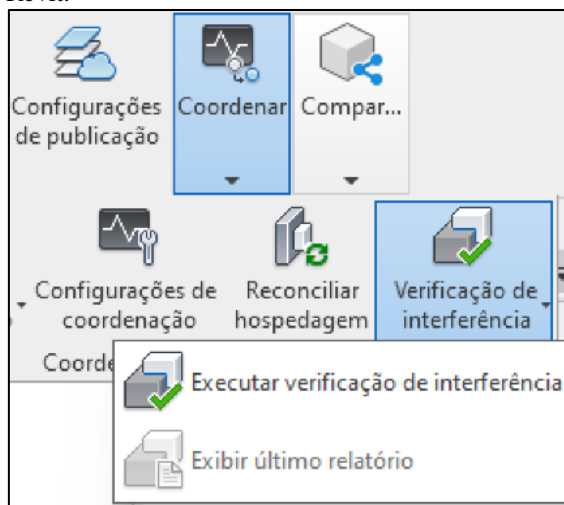 Configurações
de publicação
Coordenar
Compar...
Configurações de
coordenação
Reconciliar
hospedagem
Verificação de
interferência
Coorde
Executar verificação de interferência
Exibir último relatório